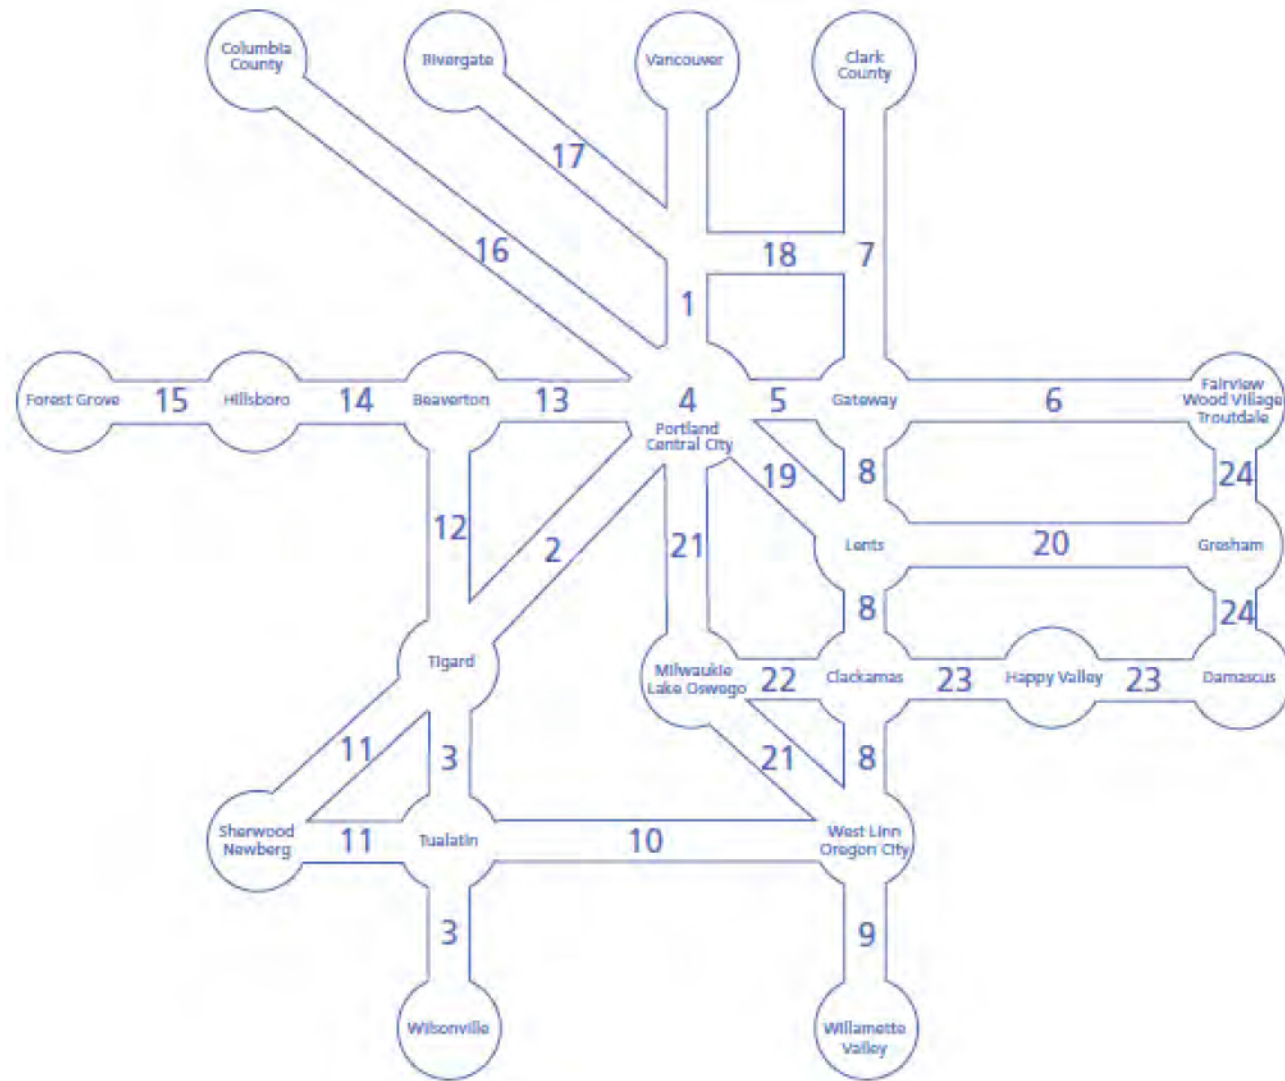 Columbia
County
Rivergate
Vancouver
Clark
County
17
16
18
7
1
Forest Grove
15
Hillsboro
14
Beaverton
13
4
Portland
Central City
5
Gateway
6
Fairview
Wood Village
Troutdale
19
8
24
12
2
21
Lents
20
Gresham
8
24
Tigard
Milwaukie
Lake Oswego
22
Clackamas
23
Happy Valley
23
Damascus
11
3
21
8
Sherwood
Newberg
11
Tualatin
10
West Linn
Oregon City
3
9
Wilsonville
Willamette
Valley